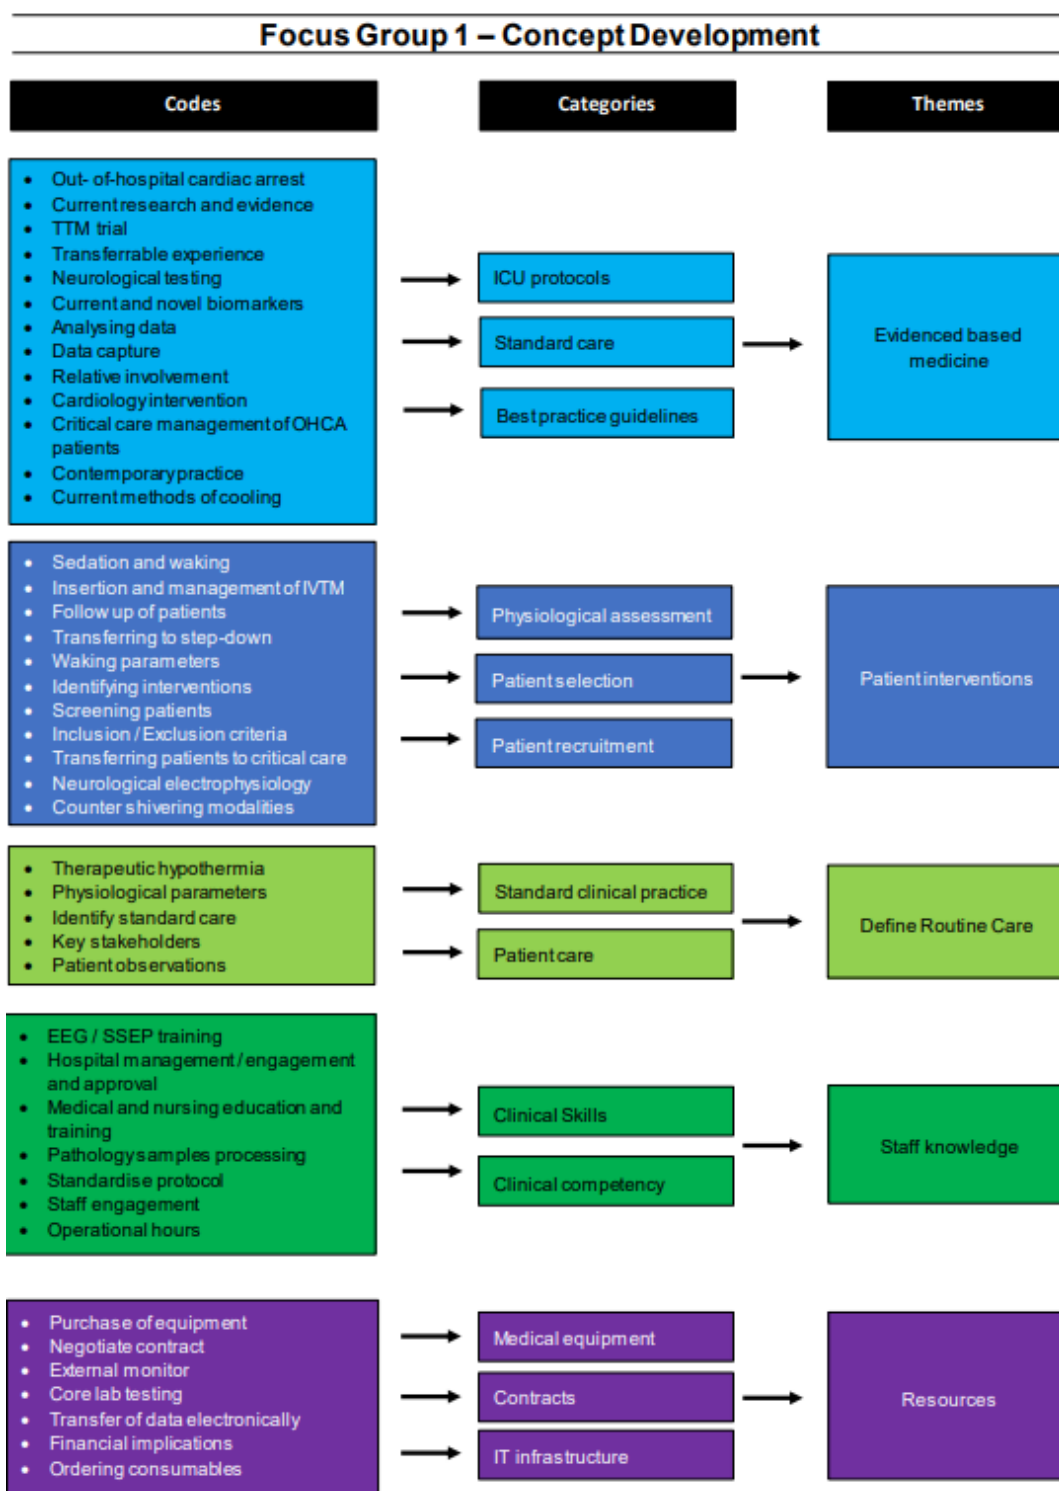 Focus Group 1 – Concept Development
Codes
Categories
Themes
• Out- of-hospital cardiac arrest
• Current research and evidence
• TTM trial
• Transferrable experience
• Neurological testing
• Current and novel biomarkers
• Analysing data
• Data capture
• Relative involvement
• Cardiology intervention
• Critical care management of OHCA
patients
• Contemporary practice
• Current methods of cooling
ICU protocols
Standard care
Best practice guidelines
Evidenced based
medicine
• Sedation and waking
• Insertion and management of IVTM
• Follow up of patients
• Transferring to step-down
• Waking parameters
• Identifying interventions
• Screening patients
• Inclusion / Exclusion criteria
• Transferring patients to critical care
• Neurological electrophysiology
• Counter shivering modalities
Physiological assessment
Patient selection
Patient recruitment
Patient interventions
• Therapeutic hypothermia
• Physiological parameters
• Identify standard care
• Key stakeholders
• Patient observations
Standard clinical practice
Patient care
Define Routine Care
• EEG / SSEP training
• Hospital management / engagement
and approval
• Medical and nursing education and
training
• Pathology samples processing
• Standardise protocol
• Staff engagement
• Operational hours
Clinical Skills
Clinical competency
Staff knowledge
• Purchase of equipment
• Negotiate contract
• External monitor
• Core lab testing
• Transfer of data electronically
• Financial implications
• Ordering consumables
Medical equipment
Contracts
IT infrastructure
Resources